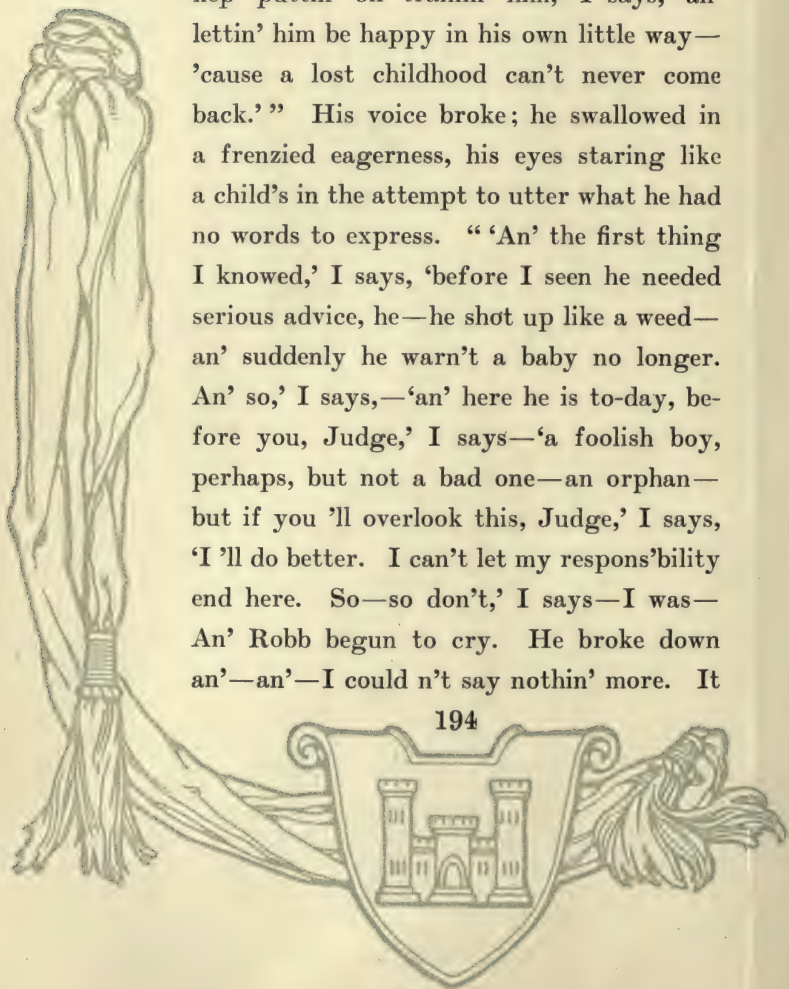 lettin' him be happy in his own little way—
'cause a lost childhood can't never come
back.' " His voice broke; he swallowed in
a frenzied eagerness, his eyes staring like
a child's in the attempt to utter what he had
no words to express. " 'An' the first thing
I knowed,' I says, 'before I seen he needed
serious advice, he—he shot up like a weed—
an' suddenly he warn't a baby no longer.
An' so,' I says,—'an' here he is to-day, be-
fore you, Judge,' I says—'a foolish boy,
perhaps, but not a bad one—an orphan—
but if you 'll overlook this, Judge,' I says,
'I 'll do better. I can't let my respons'bility
end here. So—so don't,' I says—I was—
An' Robb begun to cry. He broke down
an'—an'—I could n't say nothin' more. It
194